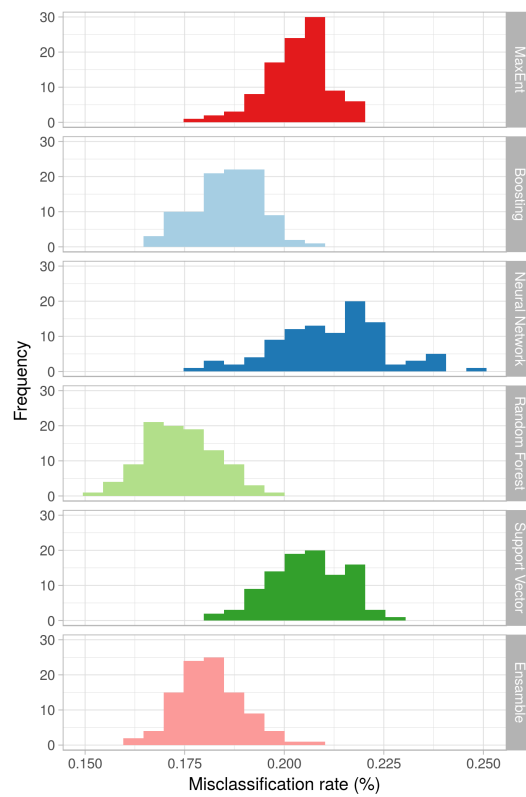 30
20
10
0
MaxEnt
30
20
10
0
Boosting
30
20
10
0
Neural Network
Frequency
30
20
10
0
Random Forest
30
20
10
0
Support Vector
30
20
10
0
Ensamble
0.150 0.175 0.200 0.225 0.250
Misclassification rate (%)